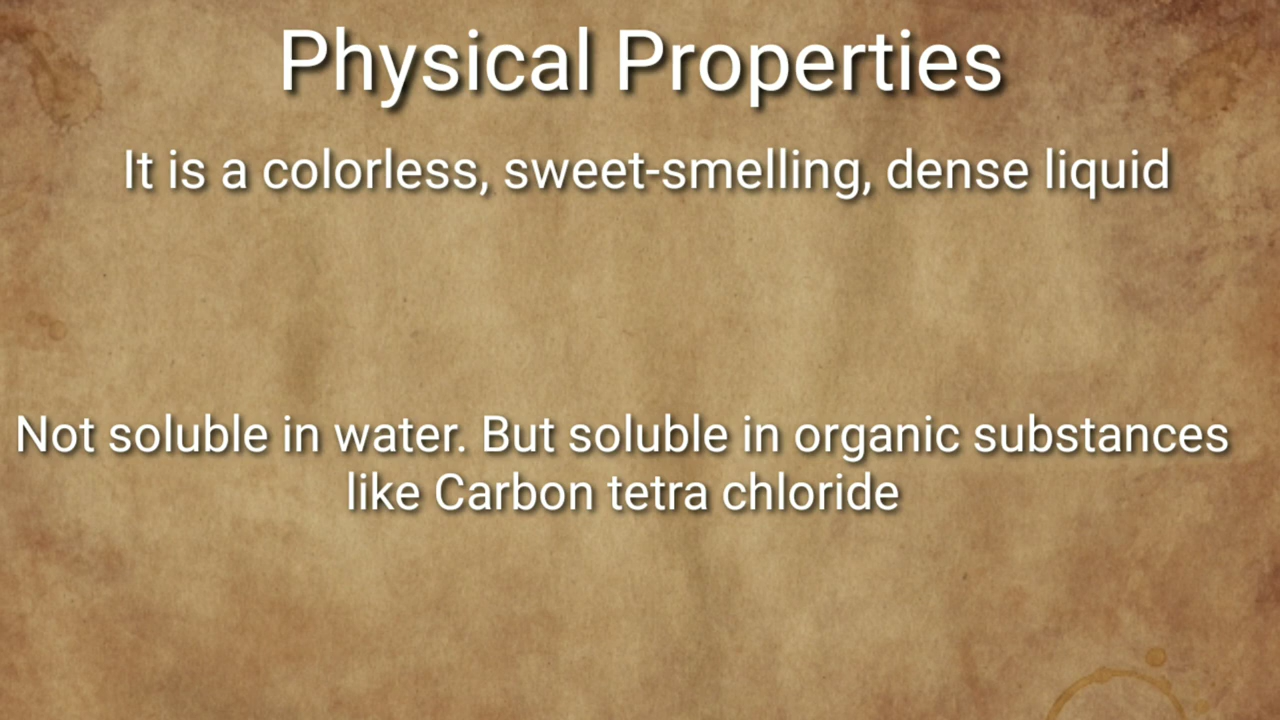 Physical Properties
It is a colorless, sweet-smelling, dense liquid
Not soluble in water. But soluble in organic substances
like Carbon tetra chloride